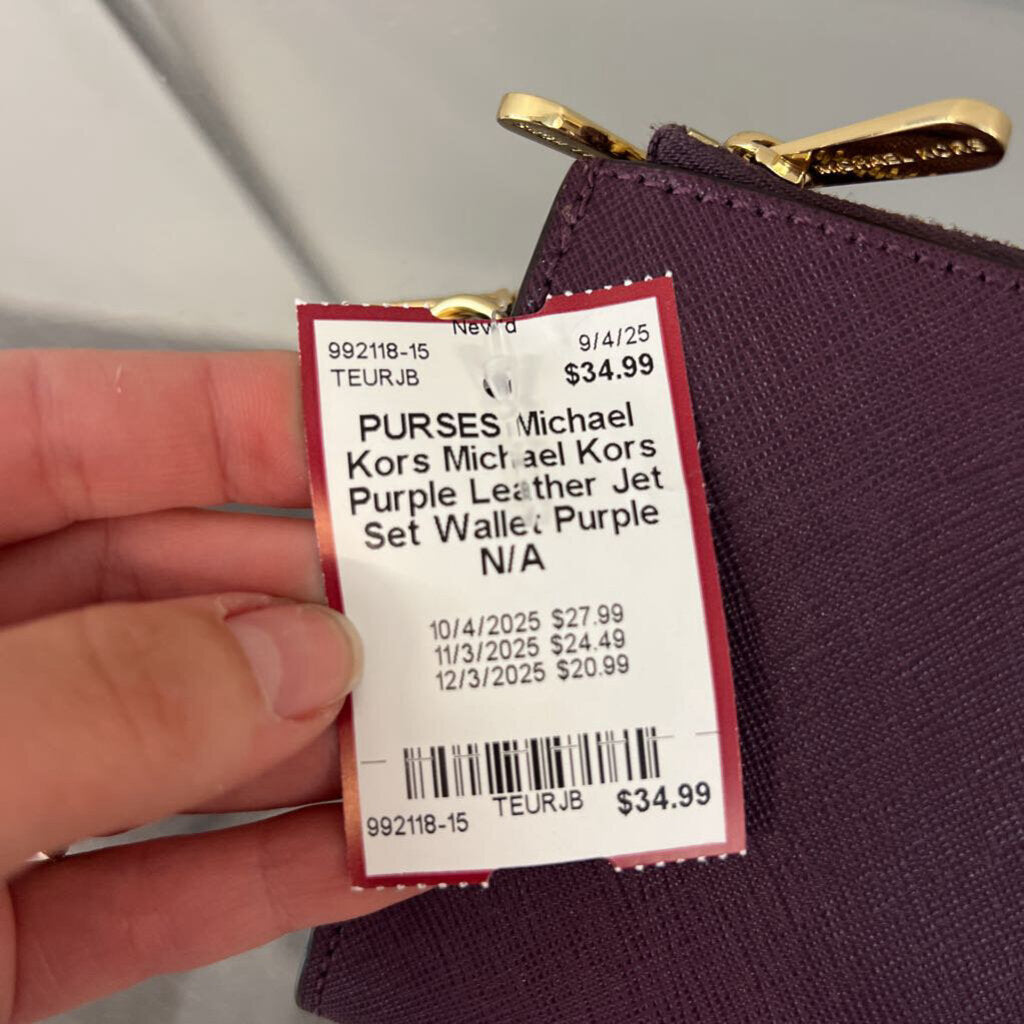 MICHAEL KORS
992118-15
9/4/25
TEURJB
$34.99
PURSES Michael
Kors Michael Kors
Purple Leather Jet
Set Wallet Purple
N/A
10/4/2025 $27.99
11/3/2025 $24.49
12/3/2025 $20.99
992118-15 TEURJB $34.99